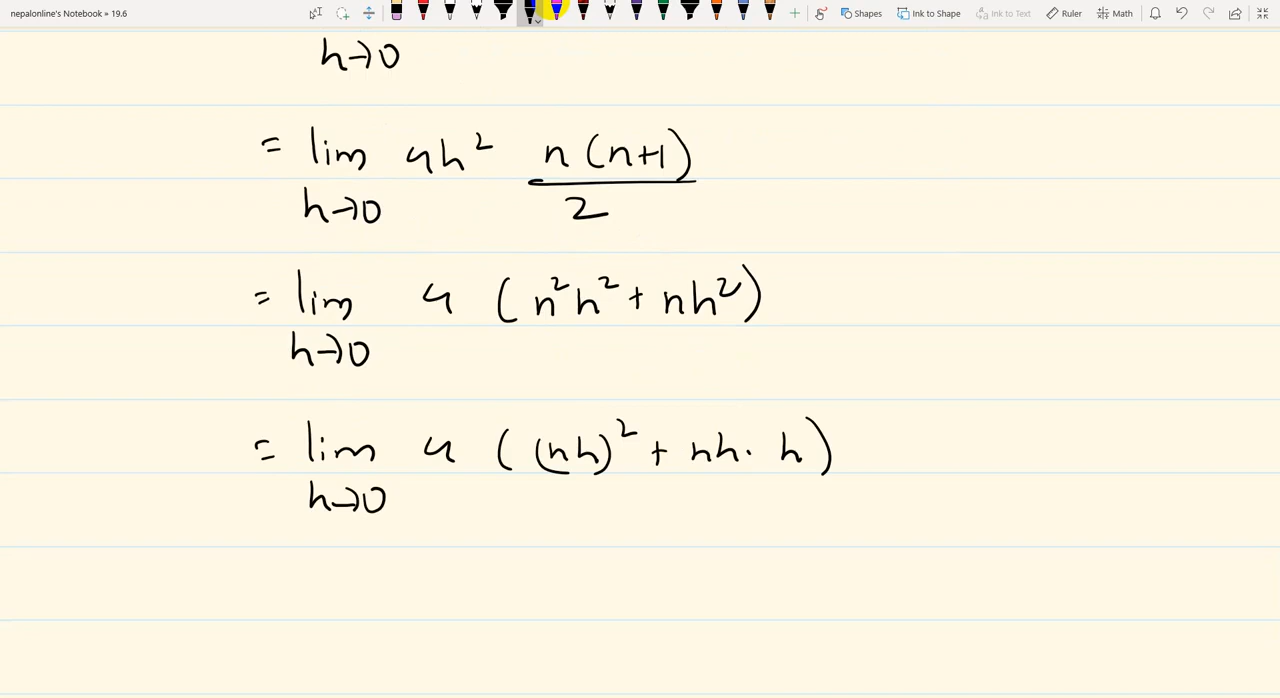 nepalonline's Notebook » 19.6
Shapes Ink to Shape Ink to Text Ruler Math
h→0
= lim 4h² n(n+1)
h→0 2
= lim 4 (n²h² + nh²)
h→0
= lim 4 ((nh)² + nh. h)
h→0